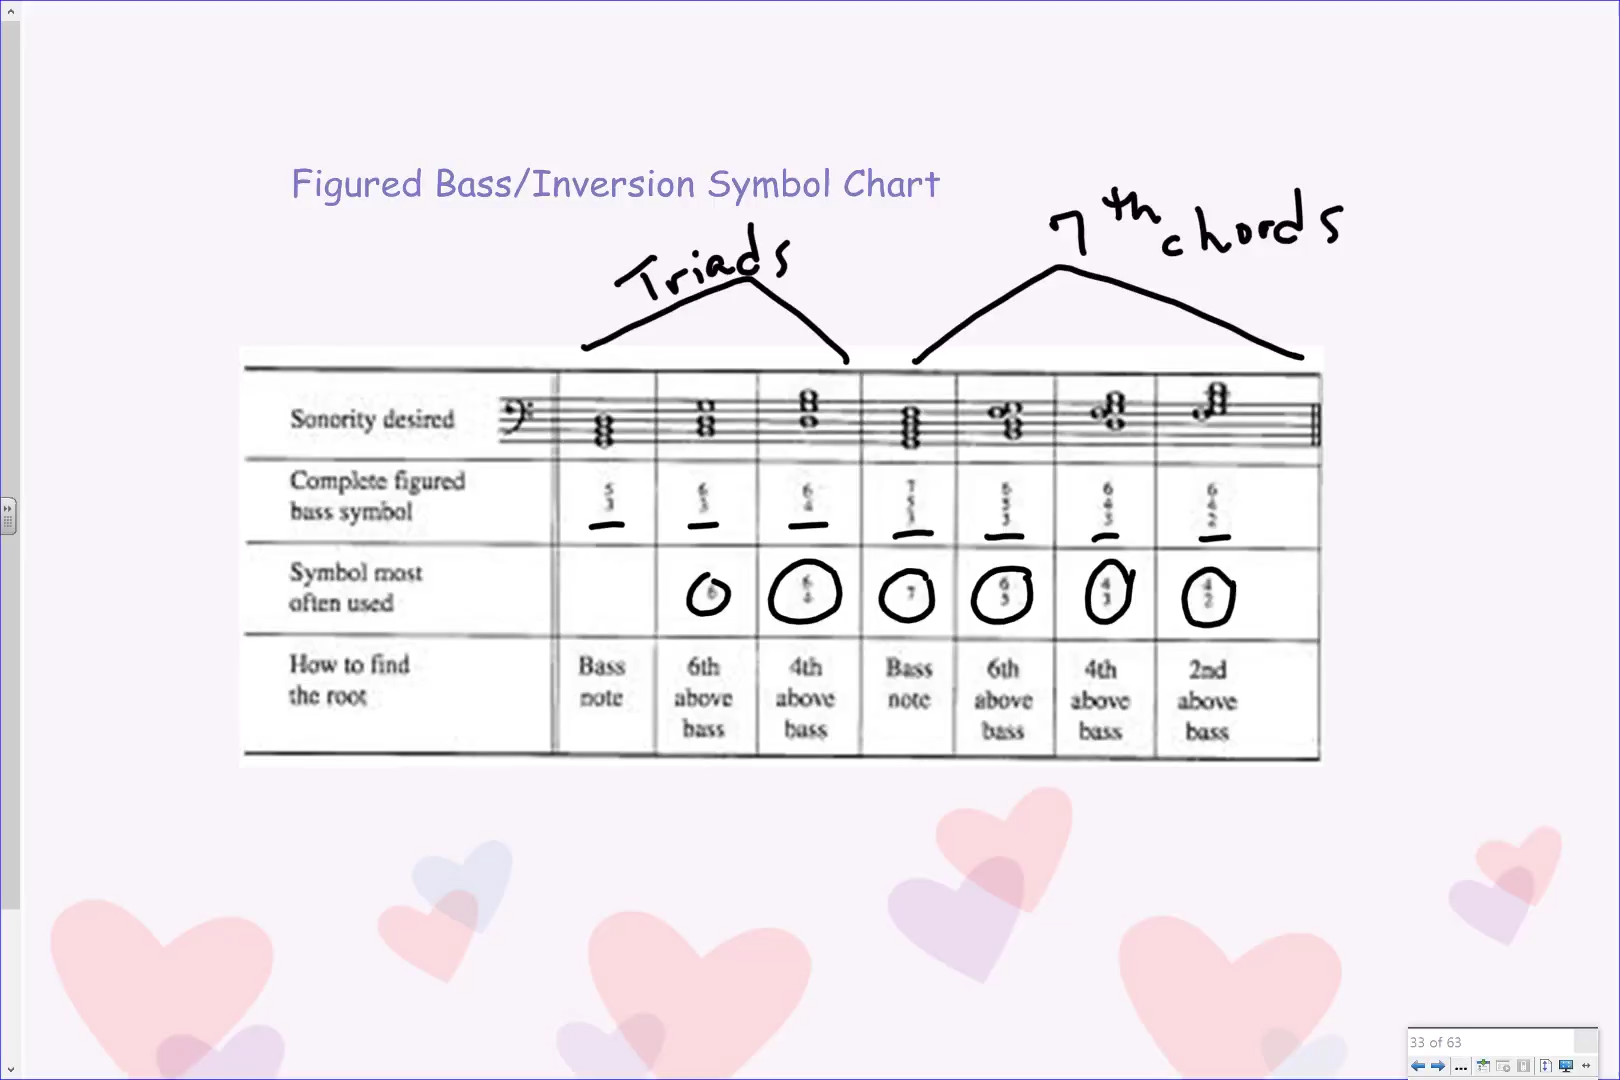 Figured Bass/Inversion Symbol Chart
Triads
7th chords
Sonority desired
Complete figured
bass symbol
5 6 6 7 6 6 6
3 3 4 5 5 4 4
3 3 3 2
Symbol most
often used
6 6 7 6 4 4
4 5 3 2
How to find
the root
Bass
note
6th
above
bass
4th
above
bass
Bass
note
6th
above
bass
4th
above
bass
2nd
above
bass
33 of 63